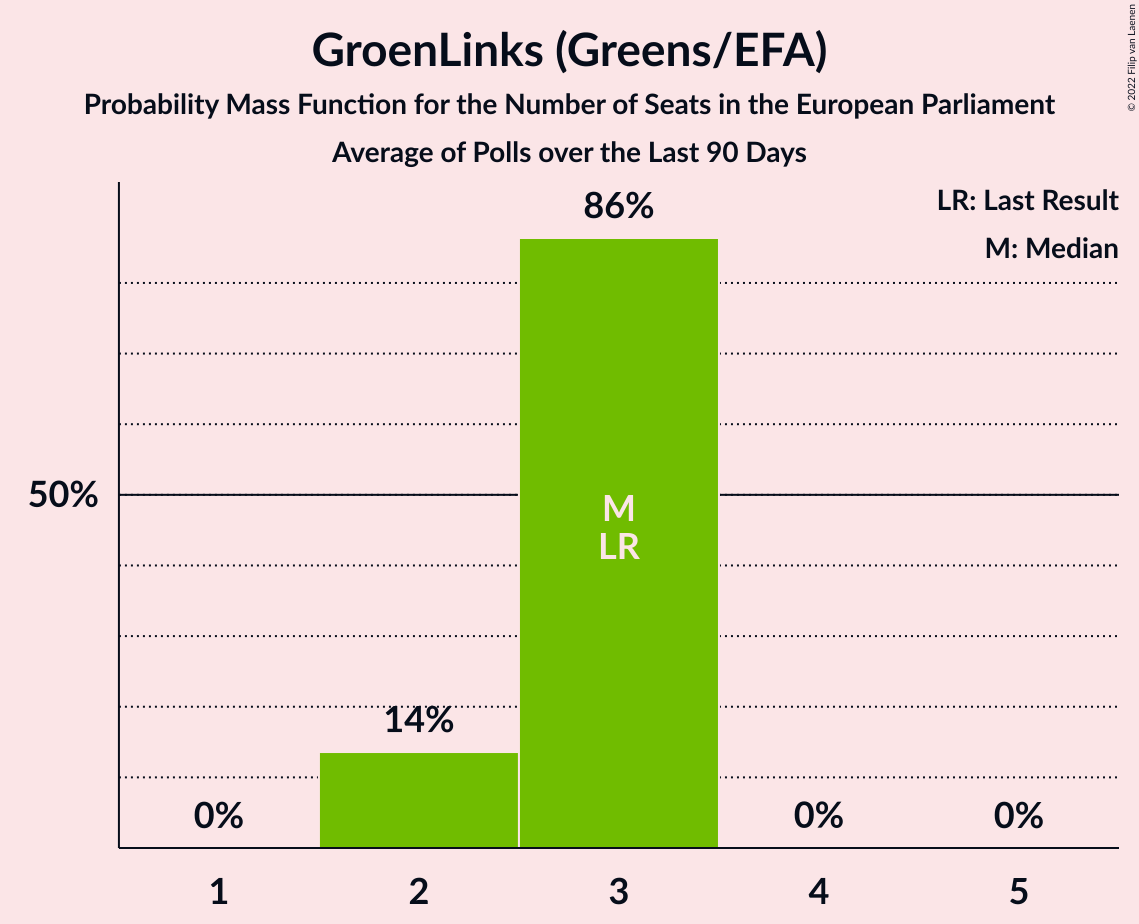 GroenLinks (Greens/EFA)
Probability Mass Function for the Number of Seats in the European Parliament
Average of Polls over the Last 90 Days
© 2022 Filip van Laenen
LR: Last Result
M: Median
86%
50%
M
LR
14%
0%
0%
0%
1
2
3
4
5